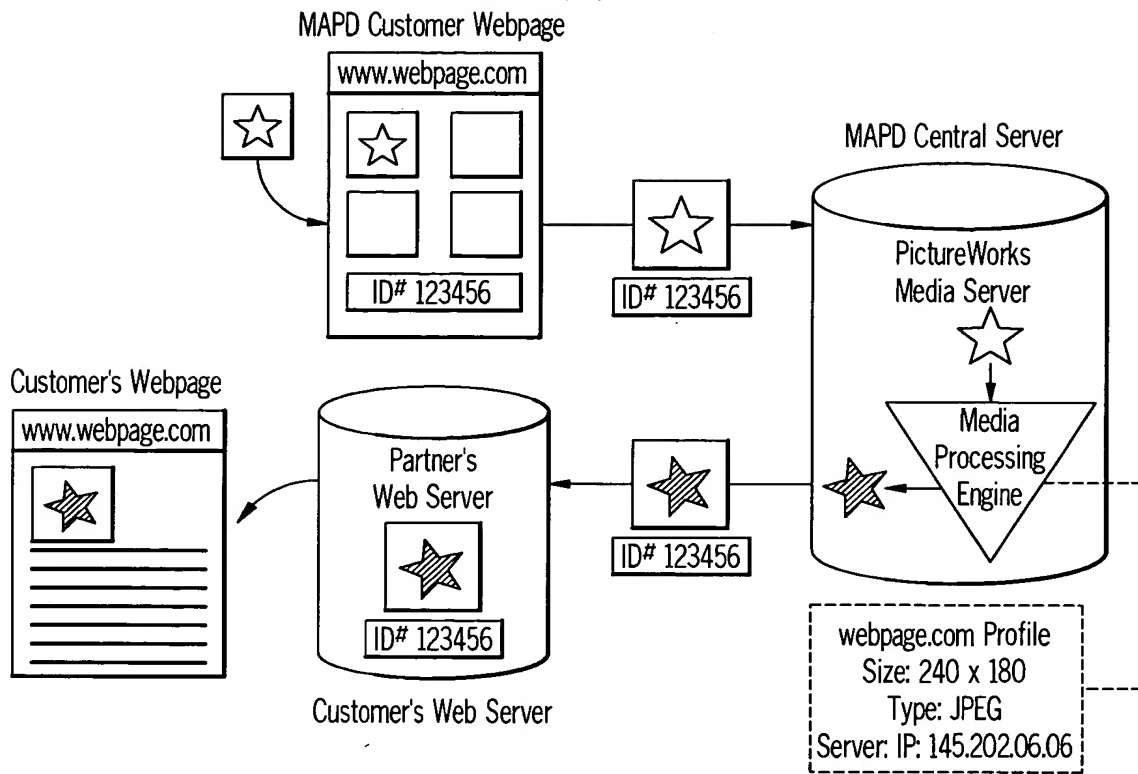 MAPD Customer Webpage
www.webpage.com
ID# 123456
ID# 123456
MAPD Central Server
PictureWorks
Media Server
Media
Processing
Engine
Customer's Webpage
www.webpage.com
Partner's
Web Server
ID# 123456
Customer's Web Server
ID# 123456
webpage.com Profile
Size: 240 x 180
Type: JPEG
Server: IP: 145.202.06.06